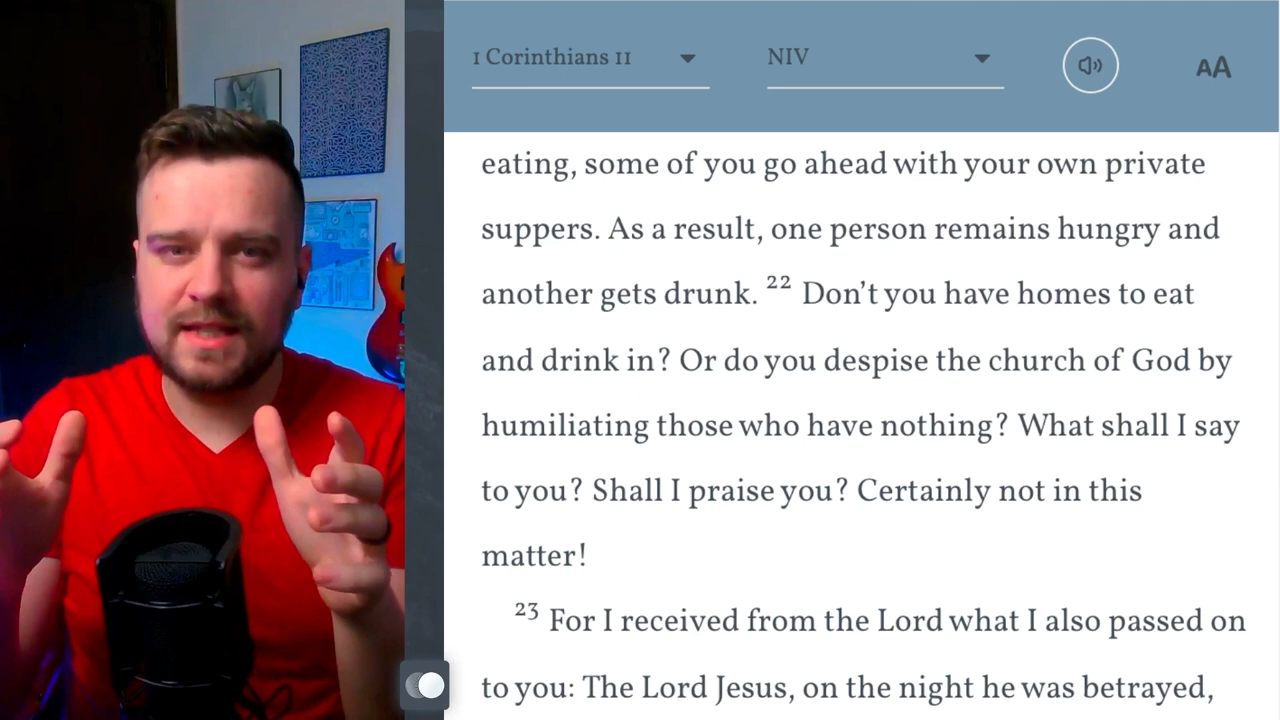 1 Corinthians 11
NIV
AA
eating, some of you go ahead with your own private
suppers. As a result, one person remains hungry and
another gets drunk. 22 Don’t you have homes to eat
and drink in? Or do you despise the church of God by
humiliating those who have nothing? What shall I say
to you? Shall I praise you? Certainly not in this
matter!
23 For I received from the Lord what I also passed on
to you: The Lord Jesus, on the night he was betrayed,